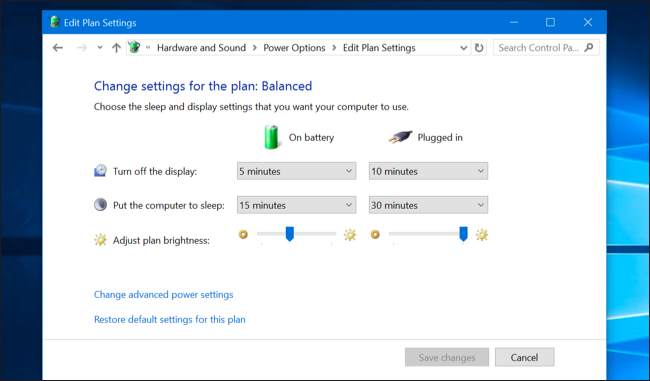 Edit Plan Settings
« Hardware and Sound > Power Options > Edit Plan Settings
Search Control Pa...
Change settings for the plan: Balanced
Choose the sleep and display settings that you want your computer to use.
On battery Plugged in
Turn off the display: 5 minutes 10 minutes
Put the computer to sleep: 15 minutes 30 minutes
Adjust plan brightness:
Change advanced power settings
Restore default settings for this plan
Save changes Cancel